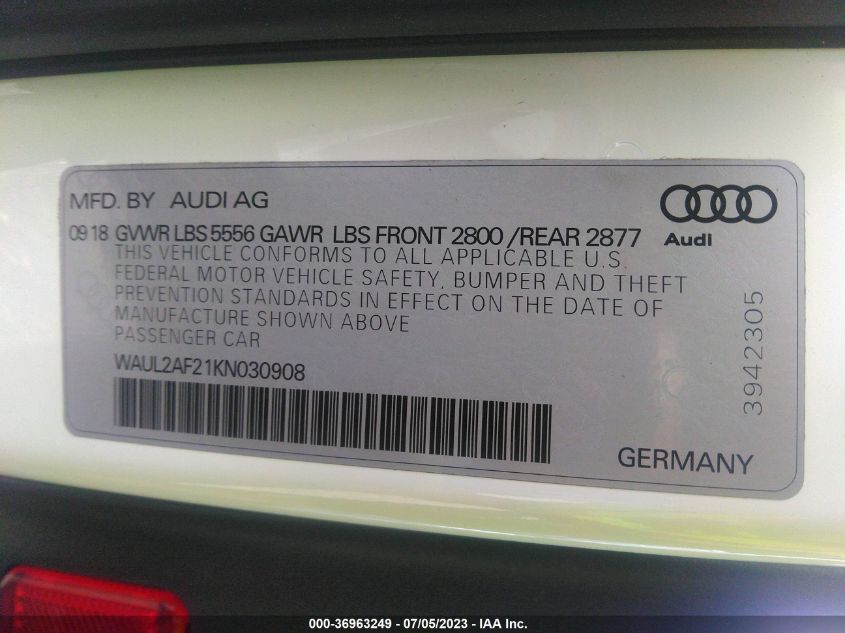 MFD. BY AUDI AG
09 18 GVWR LBS 5556 GAWR LBS FRONT 2800 /REAR 2877
Audi
THIS VEHICLE CONFORMS TO ALL APPLICABLE U.S.
FEDERAL MOTOR VEHICLE SAFETY, BUMPER AND THEFT
PREVENTION STANDARDS IN EFFECT ON THE DATE OF
MANUFACTURE SHOWN ABOVE
PASSENGER CAR
WAUL2AF21KN030908
3942305
GERMANY
000-36963249 - 07/05/2023 - IAA Inc.